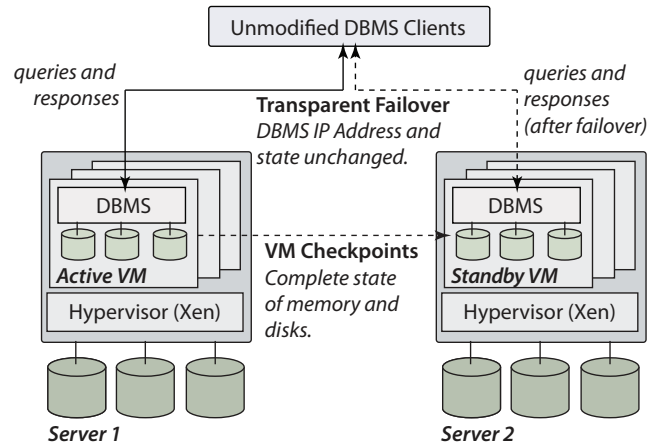 Unmodified DBMS Clients
queries and
responses
Transparent Failover
DBMS IP Address and
state unchanged.
queries and
responses
(after failover)
DBMS
Active VM
Hypervisor (Xen)
Server 1
VM Checkpoints
Complete state
of memory and
disks.
DBMS
Standby VM
Hypervisor (Xen)
Server 2